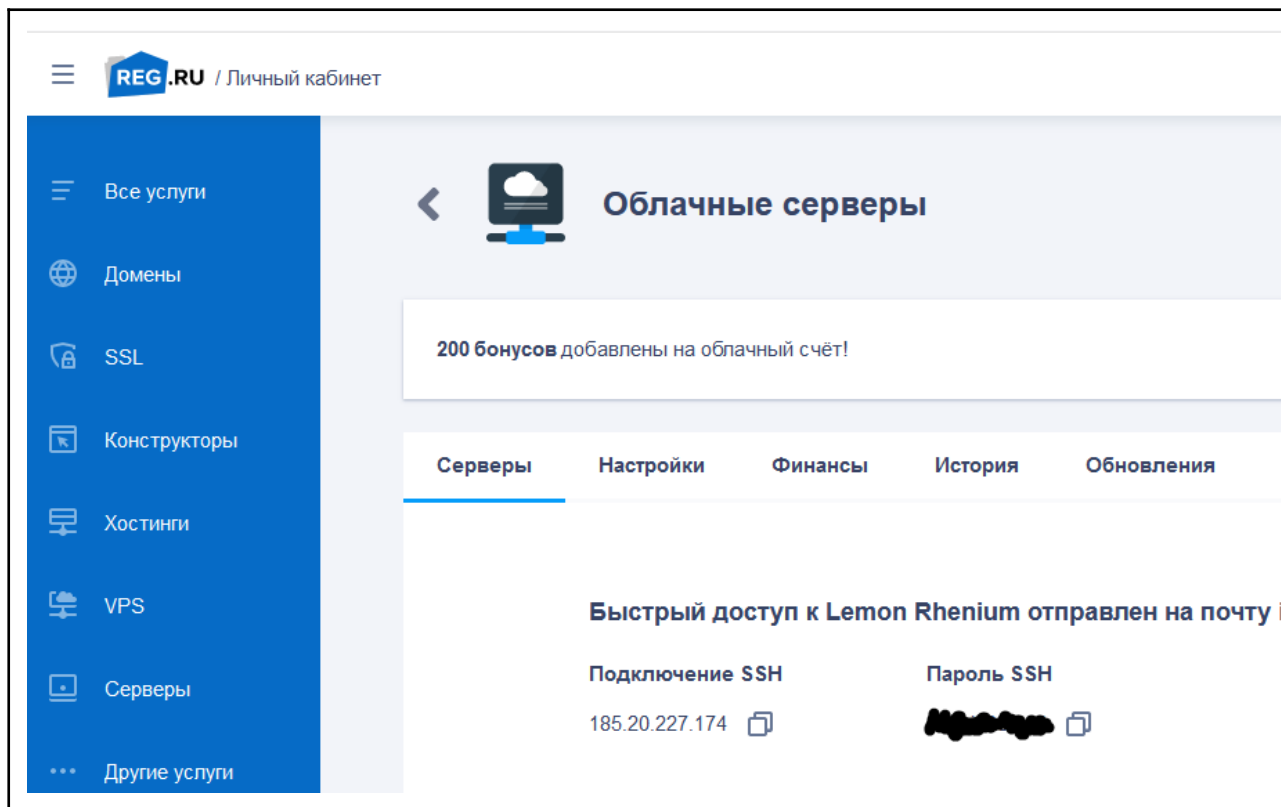 REG.RU / Личный кабинет
Все услуги
Домены
SSL
Конструкторы
Хостинги
VPS
Серверы
Другие услуги
Облачные серверы
200 бонусов добавлены на облачный счёт!
Серверы Настройки Финансы История Обновления
Быстрый доступ к Lemon Rhenium отправлен на почту
Подключение SSH Пароль SSH
185.20.227.174